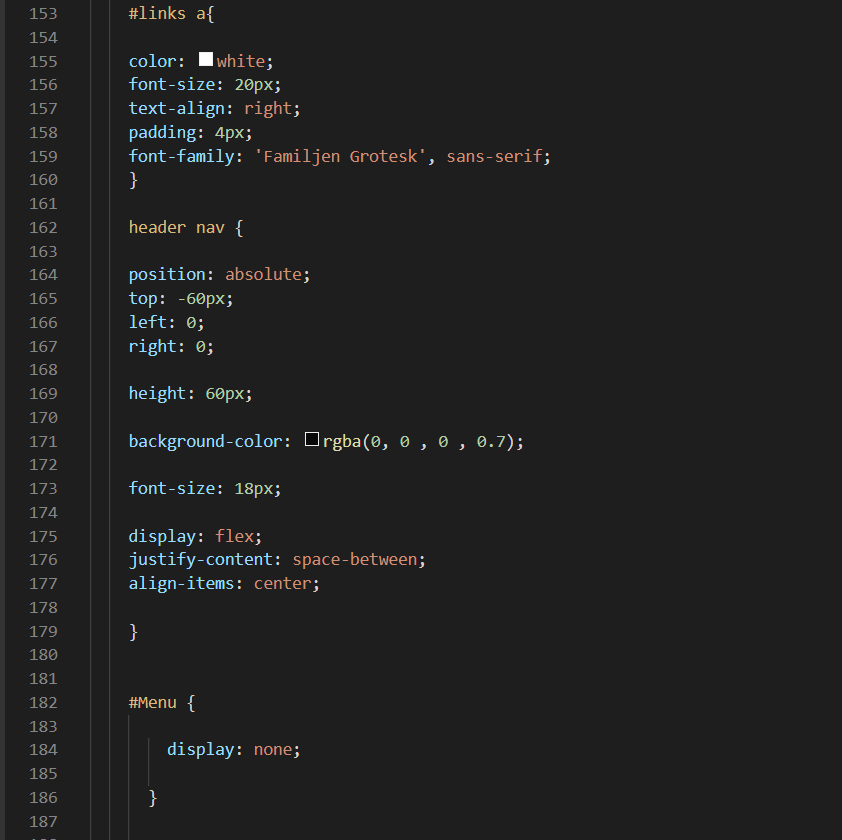 153 #links a{
154
155 color: white;
156 font-size: 20px;
157 text-align: right;
158 padding: 4px;
159 font-family: 'Familjen Grotesk', sans-serif;
160 }
161
162 header nav {
163
164 position: absolute;
165 top: -60px;
166 left: 0;
167 right: 0;
168
169 height: 60px;
170
171 background-color: rgba(0, 0 , 0 , 0.7);
172
173 font-size: 18px;
174
175 display: flex;
176 justify-content: space-between;
177 align-items: center;
178
179 }
180
181
182 #Menu {
183
184 display: none;
185
186 }
187